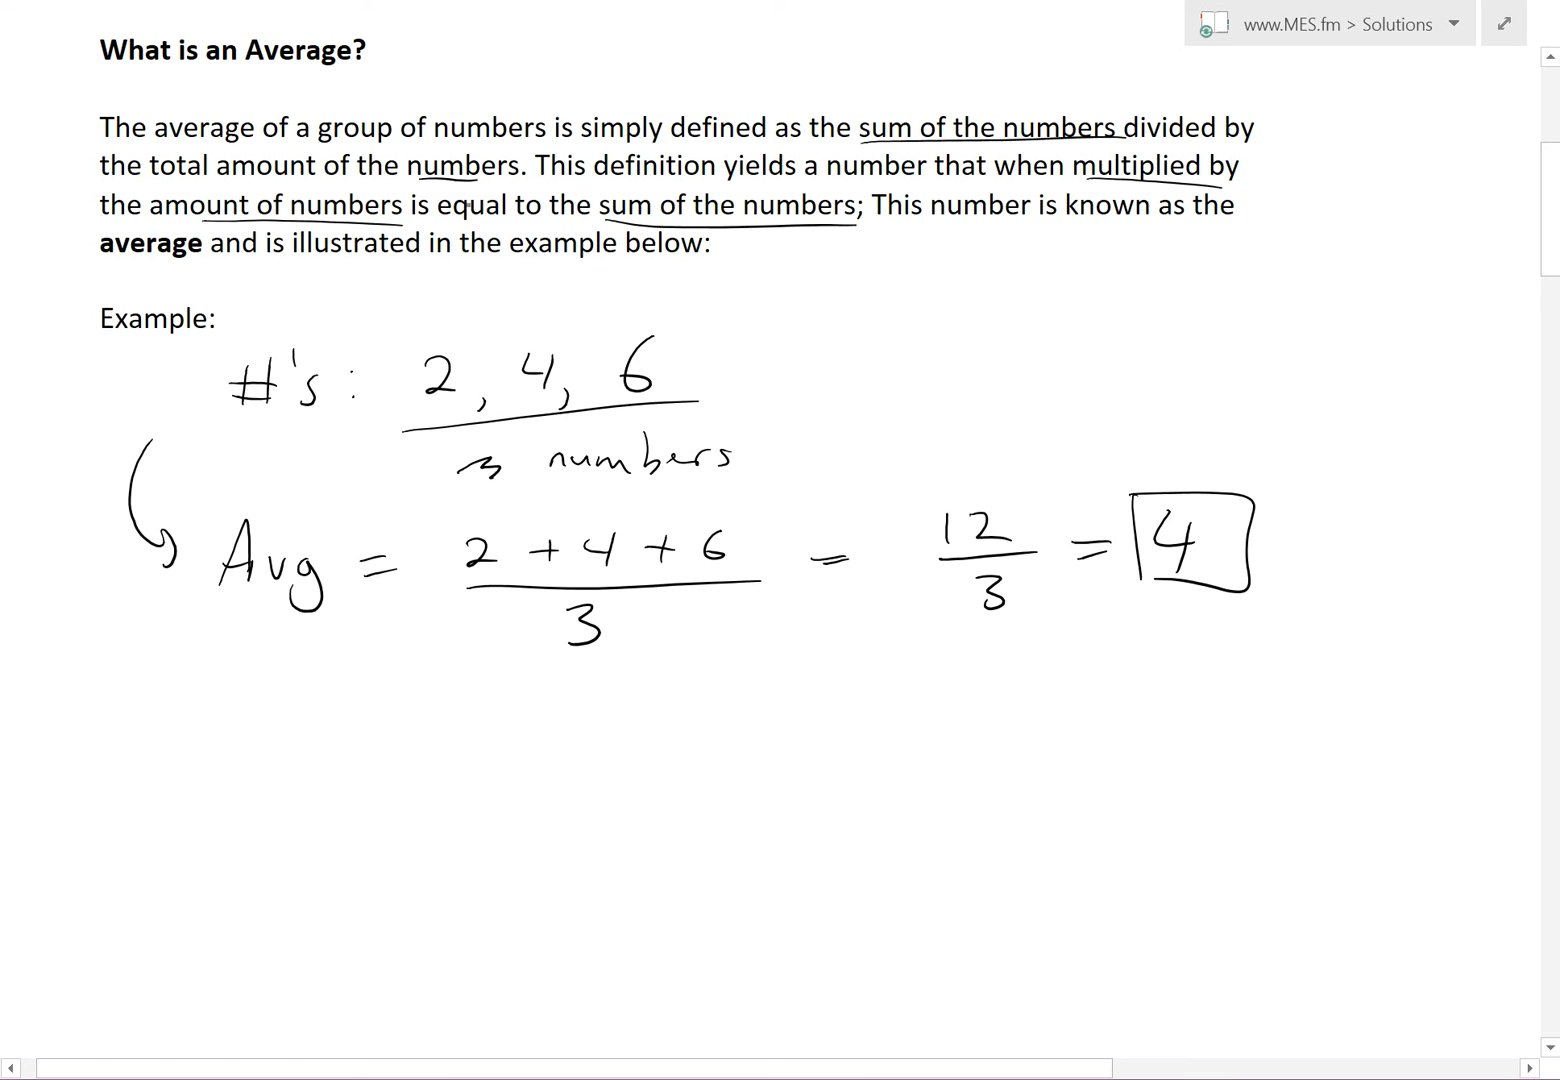 www.MES.fm > Solutions
What is an Average?
The average of a group of numbers is simply defined as the sum of the numbers divided by
the total amount of the numbers. This definition yields a number that when multiplied by
the amount of numbers is equal to the sum of the numbers; This number is known as the
average and is illustrated in the example below:
Example:
#'s : 2, 4, 6
3 numbers
Avg = 2 + 4 + 6 = 12 = 4
3 3